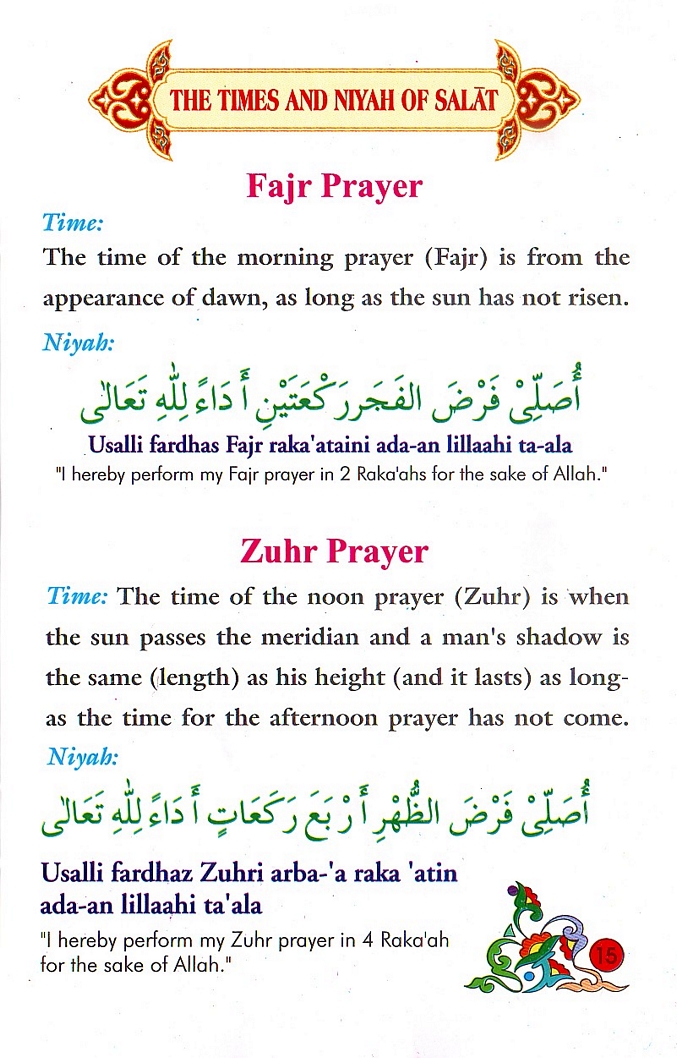 THE TIMES AND NIYAH OF SALĀT
Fajr Prayer
Time:
The time of the morning prayer (Fajr) is from the
appearance of dawn, as long as the sun has not risen.
Niyah:
أُصَلِّىْ فَرْضَ الفَجَرِ رَكْعَتَيْنِ أَدَاءً لِلّٰهِ تَعَالٰى
Usalli fardhas Fajr raka'ataini ada-an lillaahi ta-ala
"I hereby perform my Fajr prayer in 2 Raka'ahs for the sake of Allah."
Zuhr Prayer
Time: The time of the noon prayer (Zuhr) is when
the sun passes the meridian and a man's shadow is
the same (length) as his height (and it lasts) as long-
as the time for the afternoon prayer has not come.
Niyah:
أُصَلِّىْ فَرْضَ الظُّهْرِ أَرْبَعَ رَكَعَاتٍ أَدَاءً لِلّٰهِ تَعَالٰى
Usalli fardhaz Zuhri arba-'a raka 'atin
ada-an lillaahi ta'ala
"I hereby perform my Zuhr prayer in 4 Raka'ah
for the sake of Allah."
15